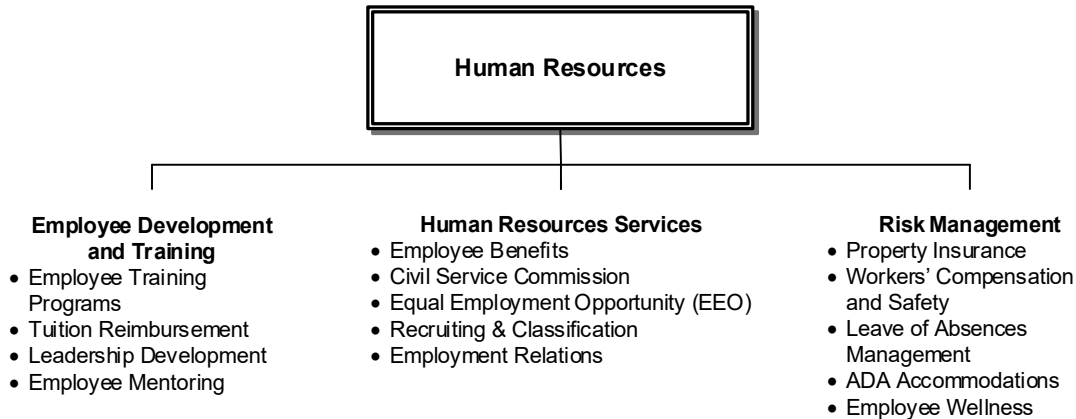 Human Resources
Employee Development
and Training
• Employee Training
Programs
• Tuition Reimbursement
• Leadership Development
• Employee Mentoring
Human Resources Services
• Employee Benefits
• Civil Service Commission
• Equal Employment Opportunity (EEO)
• Recruiting & Classification
• Employment Relations
Risk Management
• Property Insurance
• Workers’ Compensation
and Safety
• Leave of Absences
Management
• ADA Accommodations
• Employee Wellness